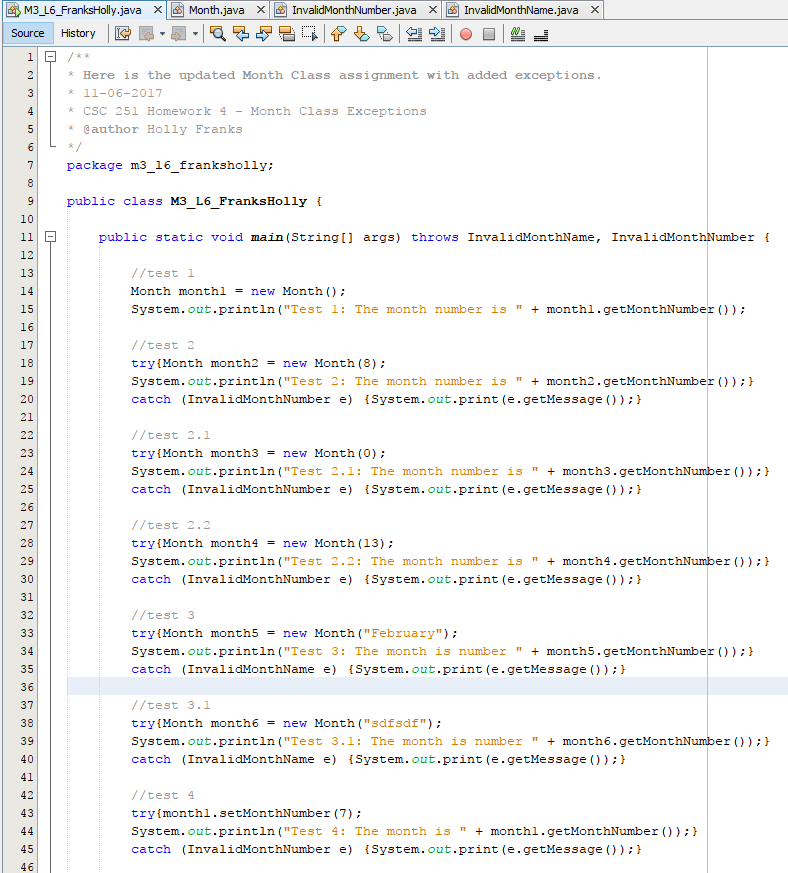 M3_L6_FranksHolly.java Month.java InvalidMonthNumber.java InvalidMonthName.java
Source History
1 /**
2 * Here is the updated Month Class assignment with added exceptions.
3 * 11-06-2017
4 * CSC 251 Homework 4 - Month Class Exceptions
5 * @author Holly Franks
6 */
7 package m3_l6_franksholly;
8
9 public class M3_L6_FranksHolly {
10
11 public static void main(String[] args) throws InvalidMonthName, InvalidMonthNumber {
12
13 //test 1
14 Month month1 = new Month();
15 System.out.println("Test 1: The month number is " + month1.getMonthNumber());
16
17 //test 2
18 try{Month month2 = new Month(8);
19 System.out.println("Test 2: The month number is " + month2.getMonthNumber());}
20 catch (InvalidMonthNumber e) {System.out.print(e.getMessage());}
21
22 //test 2.1
23 try{Month month3 = new Month(0);
24 System.out.println("Test 2.1: The month number is " + month3.getMonthNumber());}
25 catch (InvalidMonthNumber e) {System.out.print(e.getMessage());}
26
27 //test 2.2
28 try{Month month4 = new Month(13);
29 System.out.println("Test 2.2: The month number is " + month4.getMonthNumber());}
30 catch (InvalidMonthNumber e) {System.out.print(e.getMessage());}
31
32 //test 3
33 try{Month month5 = new Month("February");
34 System.out.println("Test 3: The month is number " + month5.getMonthNumber());}
35 catch (InvalidMonthName e) {System.out.print(e.getMessage());}
36
37 //test 3.1
38 try{Month month6 = new Month("sdfsdf");
39 System.out.println("Test 3.1: The month is number " + month6.getMonthNumber());}
40 catch (InvalidMonthName e) {System.out.print(e.getMessage());}
41
42 //test 4
43 try{month1.setMonthNumber(7);
44 System.out.println("Test 4: The month is " + month1.getMonthNumber());}
45 catch (InvalidMonthNumber e) {System.out.print(e.getMessage());}
46